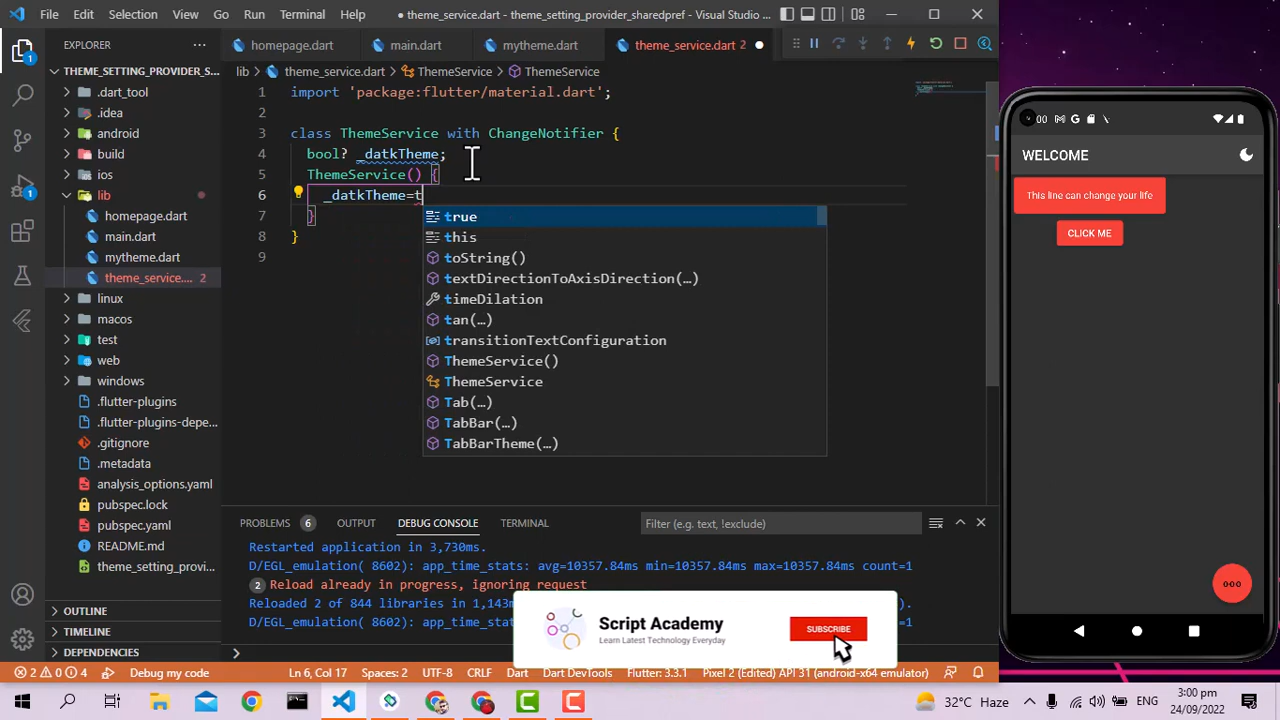 File Edit Selection View Go Run Terminal Help
● theme_service.dart - theme_setting_provider_sharedpref - Visual Studio ...
EXPLORER
THEME_SETTING_PROVIDER_S...
.dart_tool
.idea
android
build
ios
lib
homepage.dart
main.dart
mytheme.dart
theme_service.... 2
linux
macos
test
web
windows
.flutter-plugins
.flutter-plugins-depe...
.gitignore
.metadata
analysis_options.yaml
pubspec.lock
pubspec.yaml
README.md
theme_setting_provi...
OUTLINE
TIMELINE
DEPENDENCIES
homepage.dart main.dart mytheme.dart theme_service.dart 2 ●
lib > theme_service.dart > ThemeService > ThemeService
1 import 'package:flutter/material.dart';
2
3 class ThemeService with ChangeNotifier {
4 bool? _datkTheme;
5 ThemeService() {
6 _datkTheme=t
7 }
8 }
9
true
this
toString()
textDirectionToAxisDirection(…)
timeDilation
tan(…)
transitionTextConfiguration
ThemeService()
ThemeService
Tab(…)
TabBar(…)
TabBarTheme(…)
PROBLEMS 6 OUTPUT DEBUG CONSOLE TERMINAL
Filter (e.g. text, !exclude)
Restarted application in 3,730ms.
D/EGL_emulation( 8602): app_time_stats: avg=10357.84ms min=10357.84ms max=10357.84ms count=1
2 Reload already in progress, ignoring request
Reloaded 2 of 844 libraries in 1,143m
D/EGL_emulation( 8602): app_time_stat
).
count=1
Script Academy
Learn Latest Technology Everyday
SUBSCRIBE
2 0 4 Debug my code Ln 6, Col 17 Spaces: 2 UTF-8 CRLF Dart Dart DevTools Flutter: 3.3.1 Pixel 2 (Edited) API 31 (android-x64 emulator)
32°C Haze ENG 3:00 pm
24/09/2022
:00 G
WELCOME
This line can change your life
CLICK ME